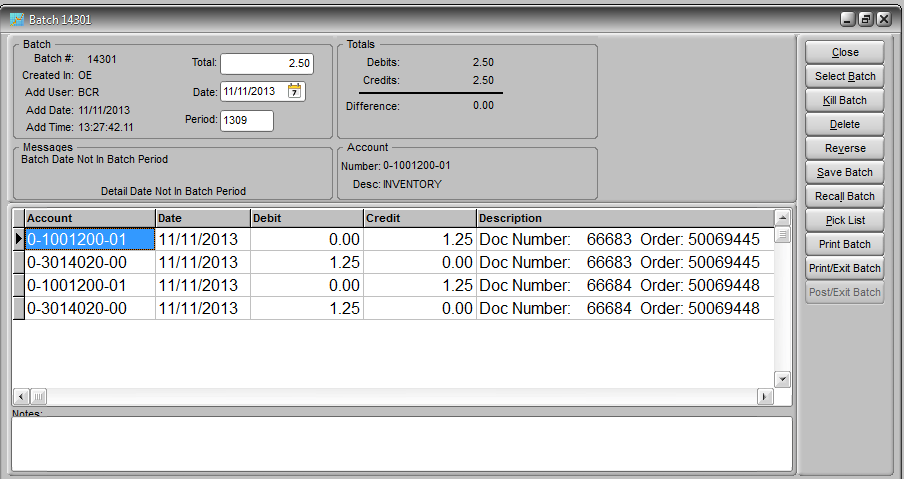 Batch 14301
Batch
Batch #: 14301
Created In: OE
Add User: BCR
Add Date: 11/11/2013
Add Time: 13:27:42.11
Total: 2.50
Date: 11/11/2013 7
Period: 1309
Totals
Debits: 2.50
Credits: 2.50
Difference: 0.00
Messages
Batch Date Not In Batch Period
Detail Date Not In Batch Period
Account
Number: 0-1001200-01
Desc: INVENTORY
Account Date Debit Credit Description
0-1001200-01 11/11/2013 0.00 1.25 Doc Number: 66683 Order: 50069445
0-3014020-00 11/11/2013 1.25 0.00 Doc Number: 66683 Order: 50069445
0-1001200-01 11/11/2013 0.00 1.25 Doc Number: 66684 Order: 50069448
0-3014020-00 11/11/2013 1.25 0.00 Doc Number: 66684 Order: 50069448
Notes:
Close
Select Batch
Kill Batch
Delete
Reverse
Save Batch
Recall Batch
Pick List
Print Batch
Print/Exit Batch
Post/Exit Batch